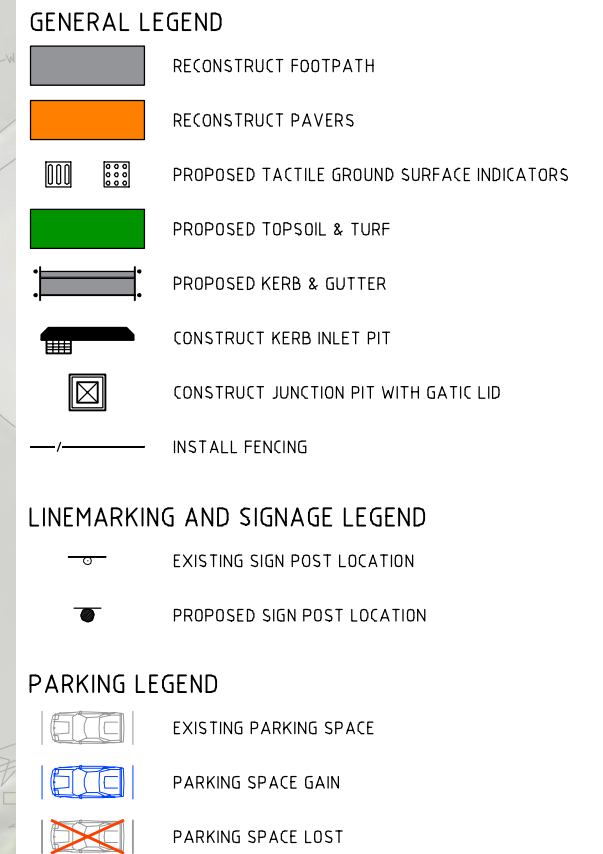 GENERAL LEGEND
RECONSTRUCT FOOTPATH
RECONSTRUCT PAVERS
PROPOSED TACTILE GROUND SURFACE INDICATORS
PROPOSED TOPSOIL & TURF
PROPOSED KERB & GUTTER
CONSTRUCT KERB INLET PIT
CONSTRUCT JUNCTION PIT WITH GATIC LID
INSTALL FENCING
LINEMARKING AND SIGNAGE LEGEND
EXISTING SIGN POST LOCATION
PROPOSED SIGN POST LOCATION
PARKING LEGEND
EXISTING PARKING SPACE
PARKING SPACE GAIN
PARKING SPACE LOST